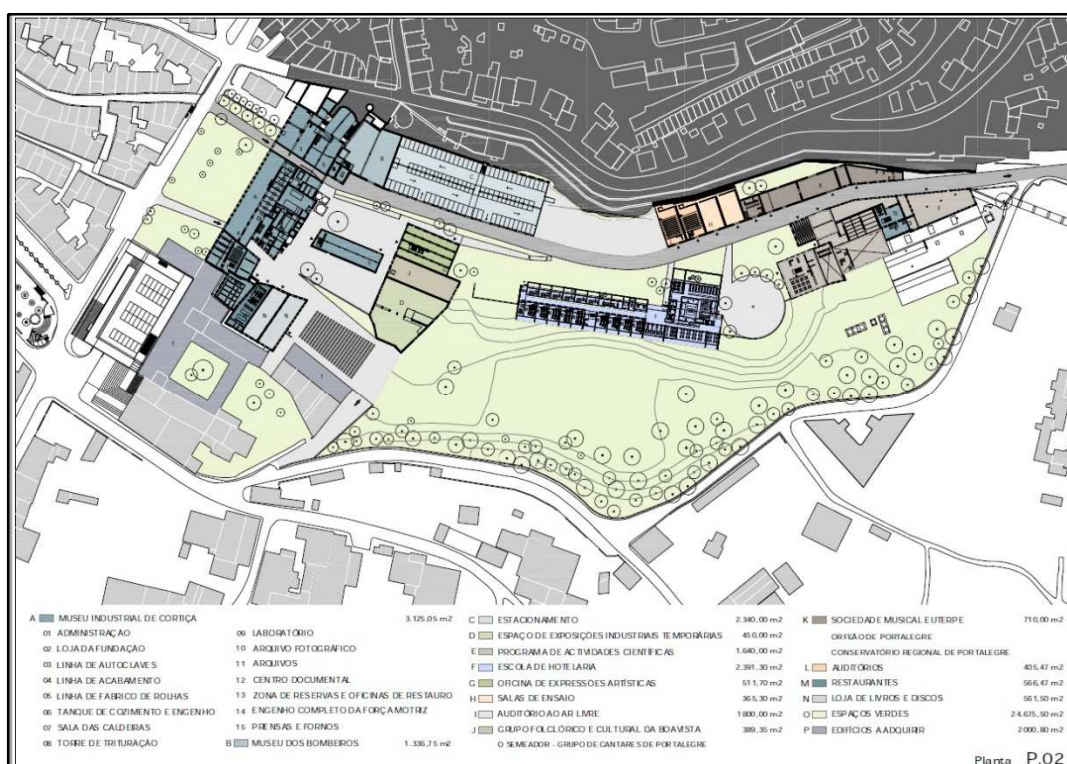 A MUSEU INDUSTRIAL DE CORTIÇA 3.125,05 m2
01 ADMINISTRAÇÃO
02 LOJA DA FUNDAÇÃO
03 LINHA DE AUTOCLAVES
04 LINHA DE ACABAMENTO
05 LINHA DE FABRICO DE ROLHAS
06 TANQUE DE COZIMENTO E ENGENHO
07 SALA DAS CALDEIRAS
08 TORRE DE TRITURAÇÃO
09 LABORATÓRIO
10 ARQUIVO FOTOGRÁFICO
11 ARQUIVOS
12 CENTRO DOCUMENTAL
13 ZONA DE RESERVAS E OFICINAS DE RESTAURO
14 ENGENHO COMPLETO DA FORÇA MOTRIZ
15 PRENSAS E FORNOS
B MUSEU DOS BOMBEIROS 1.336,75 m2
C ESTACIONAMENTO 2.340,00 m2
D ESPAÇO DE EXPOSIÇÕES INDUSTRIAIS TEMPORÁRIAS 450,00 m2
E PROGRAMA DE ACTIVIDADES CIENTÍFICAS 1.640,00 m2
F ESCOLA DE HOTELARIA 2.391,30 m2
G OFICINA DE EXPRESSÕES ARTÍSTICAS 511,70 m2
H SALAS DE ENSAIO 365,30 m2
I AUDITÓRIO AO AR LIVRE 1800,00 m2
J GRUPO FOLCLÓRICO E CULTURAL DA BOAVISTA 389,35 m2
O SEMEADOR - GRUPO DE CANTARES DE PORTALEGRE
K SOCIEDADE MUSICAL EUTERPE 710,00 m2
ORFEÃO DE PORTALEGRE
CONSERVATÓRIO REGIONAL DE PORTALEGRE
L AUDITÓRIOS 405,47 m2
M RESTAURANTES 566,47 m2
N LOJA DE LIVROS E DISCOS 561,50 m2
O ESPAÇOS VERDES 24.675,50 m2
P EDIFÍCIOS A ADQUIRIR 2000,80 m2
Planta P.02